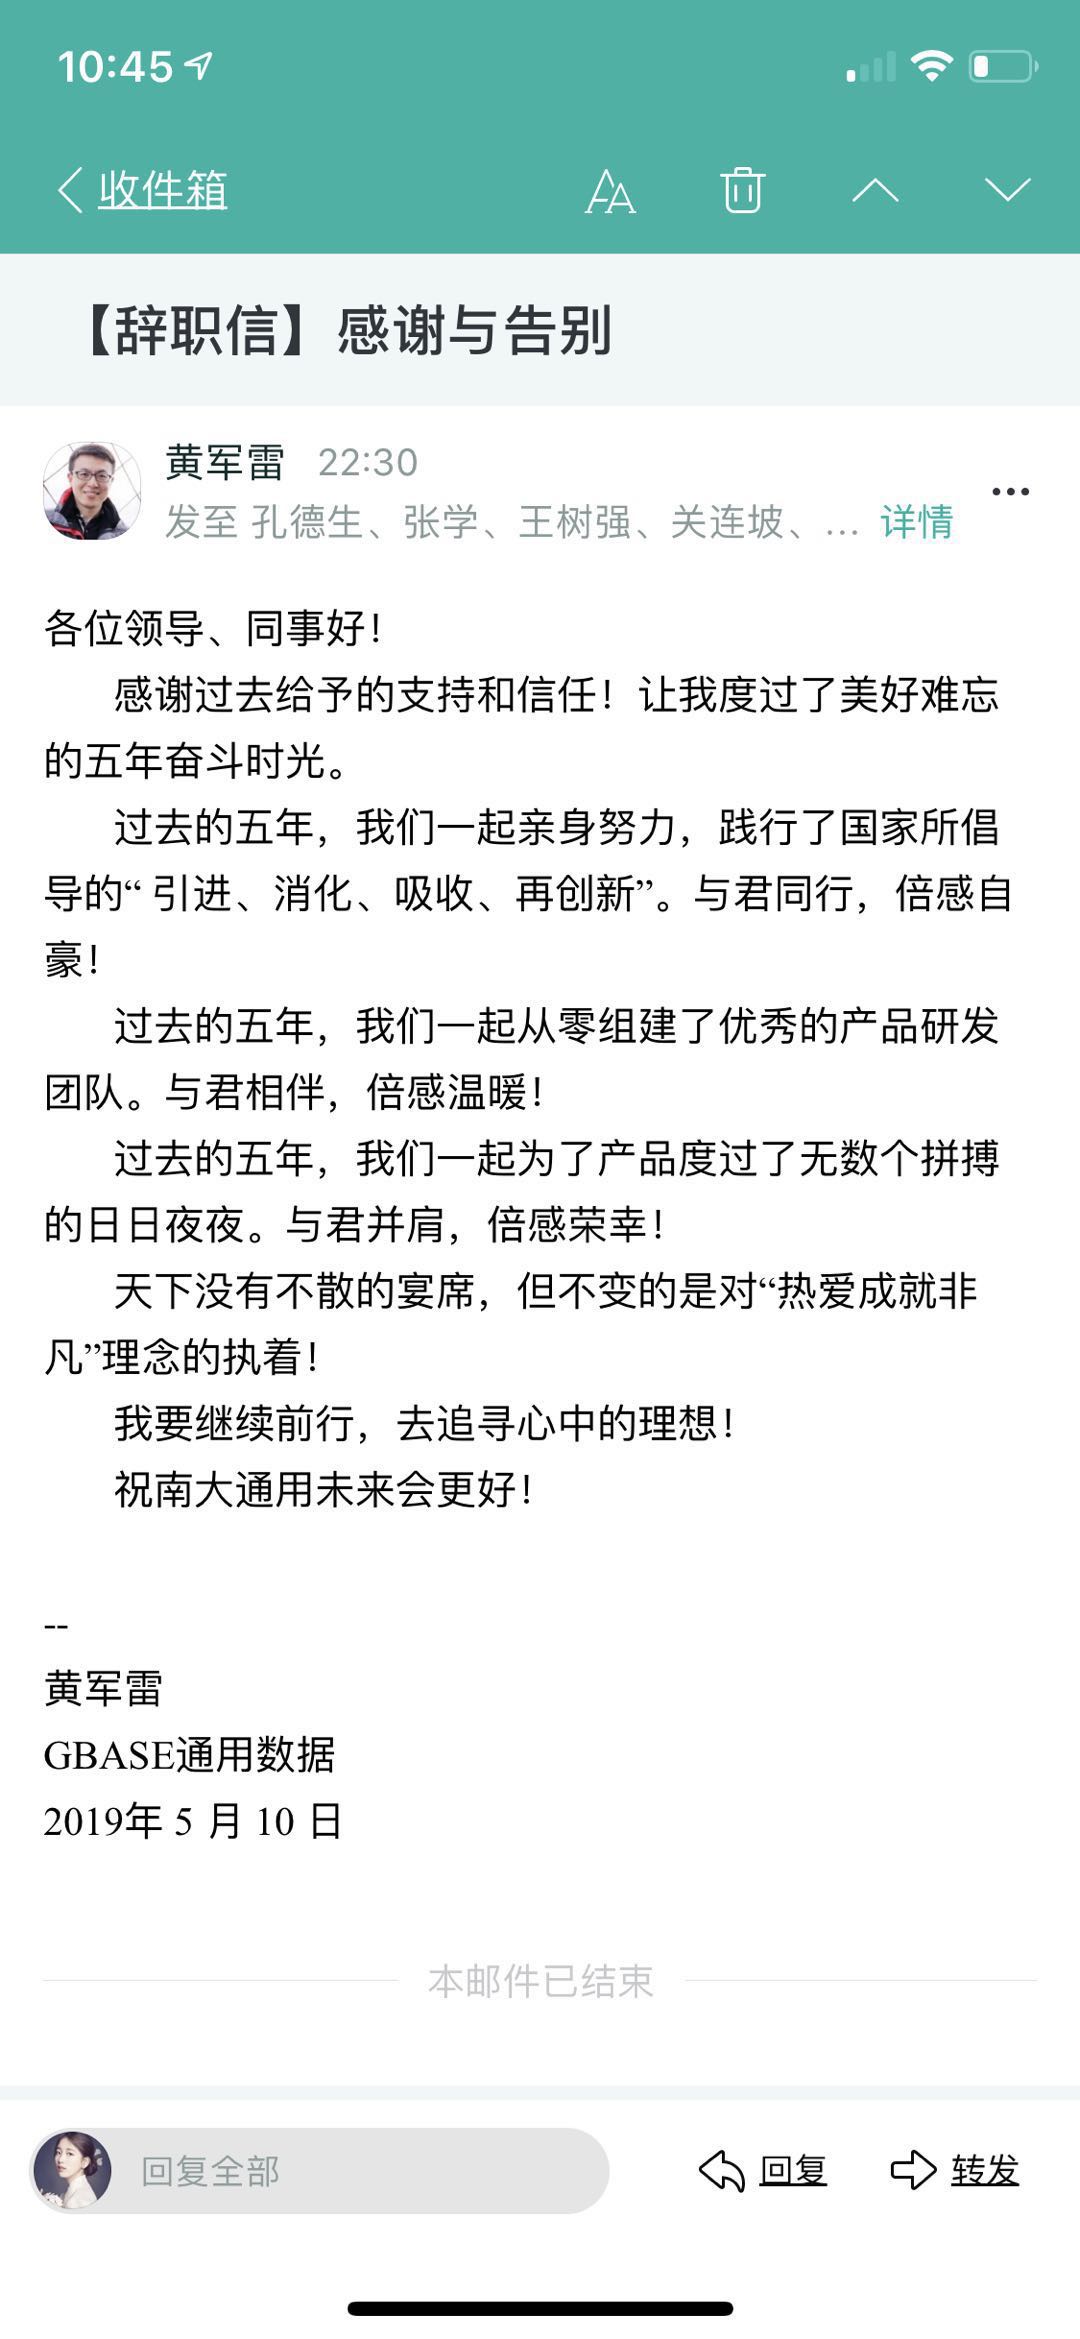 10:45
收件箱
【辞职信】感谢与告别
黄军雷 22:30
发至 孔德生、张学、王树强、关连坡、... 详情
各位领导、同事好！
感谢过去给予的支持和信任！让我度过了美好难忘
的五年奋斗时光。
过去的五年，我们一起亲身努力，践行了国家所倡
导的“ 引进、消化、吸收、再创新”。与君同行，倍感自
豪！
过去的五年，我们一起从零组建了优秀的产品研发
团队。与君相伴，倍感温暖！
过去的五年，我们一起为了产品度过了无数个拼搏
的日日夜夜。与君并肩，倍感荣幸！
天下没有不散的宴席，但不变的是对“热爱成就非
凡”理念的执着！
我要继续前行，去追寻心中的理想！
祝南大通用未来会更好！
--
黄军雷
GBASE通用数据
2019年 5 月 10 日
本邮件已结束
回复全部 回复 转发